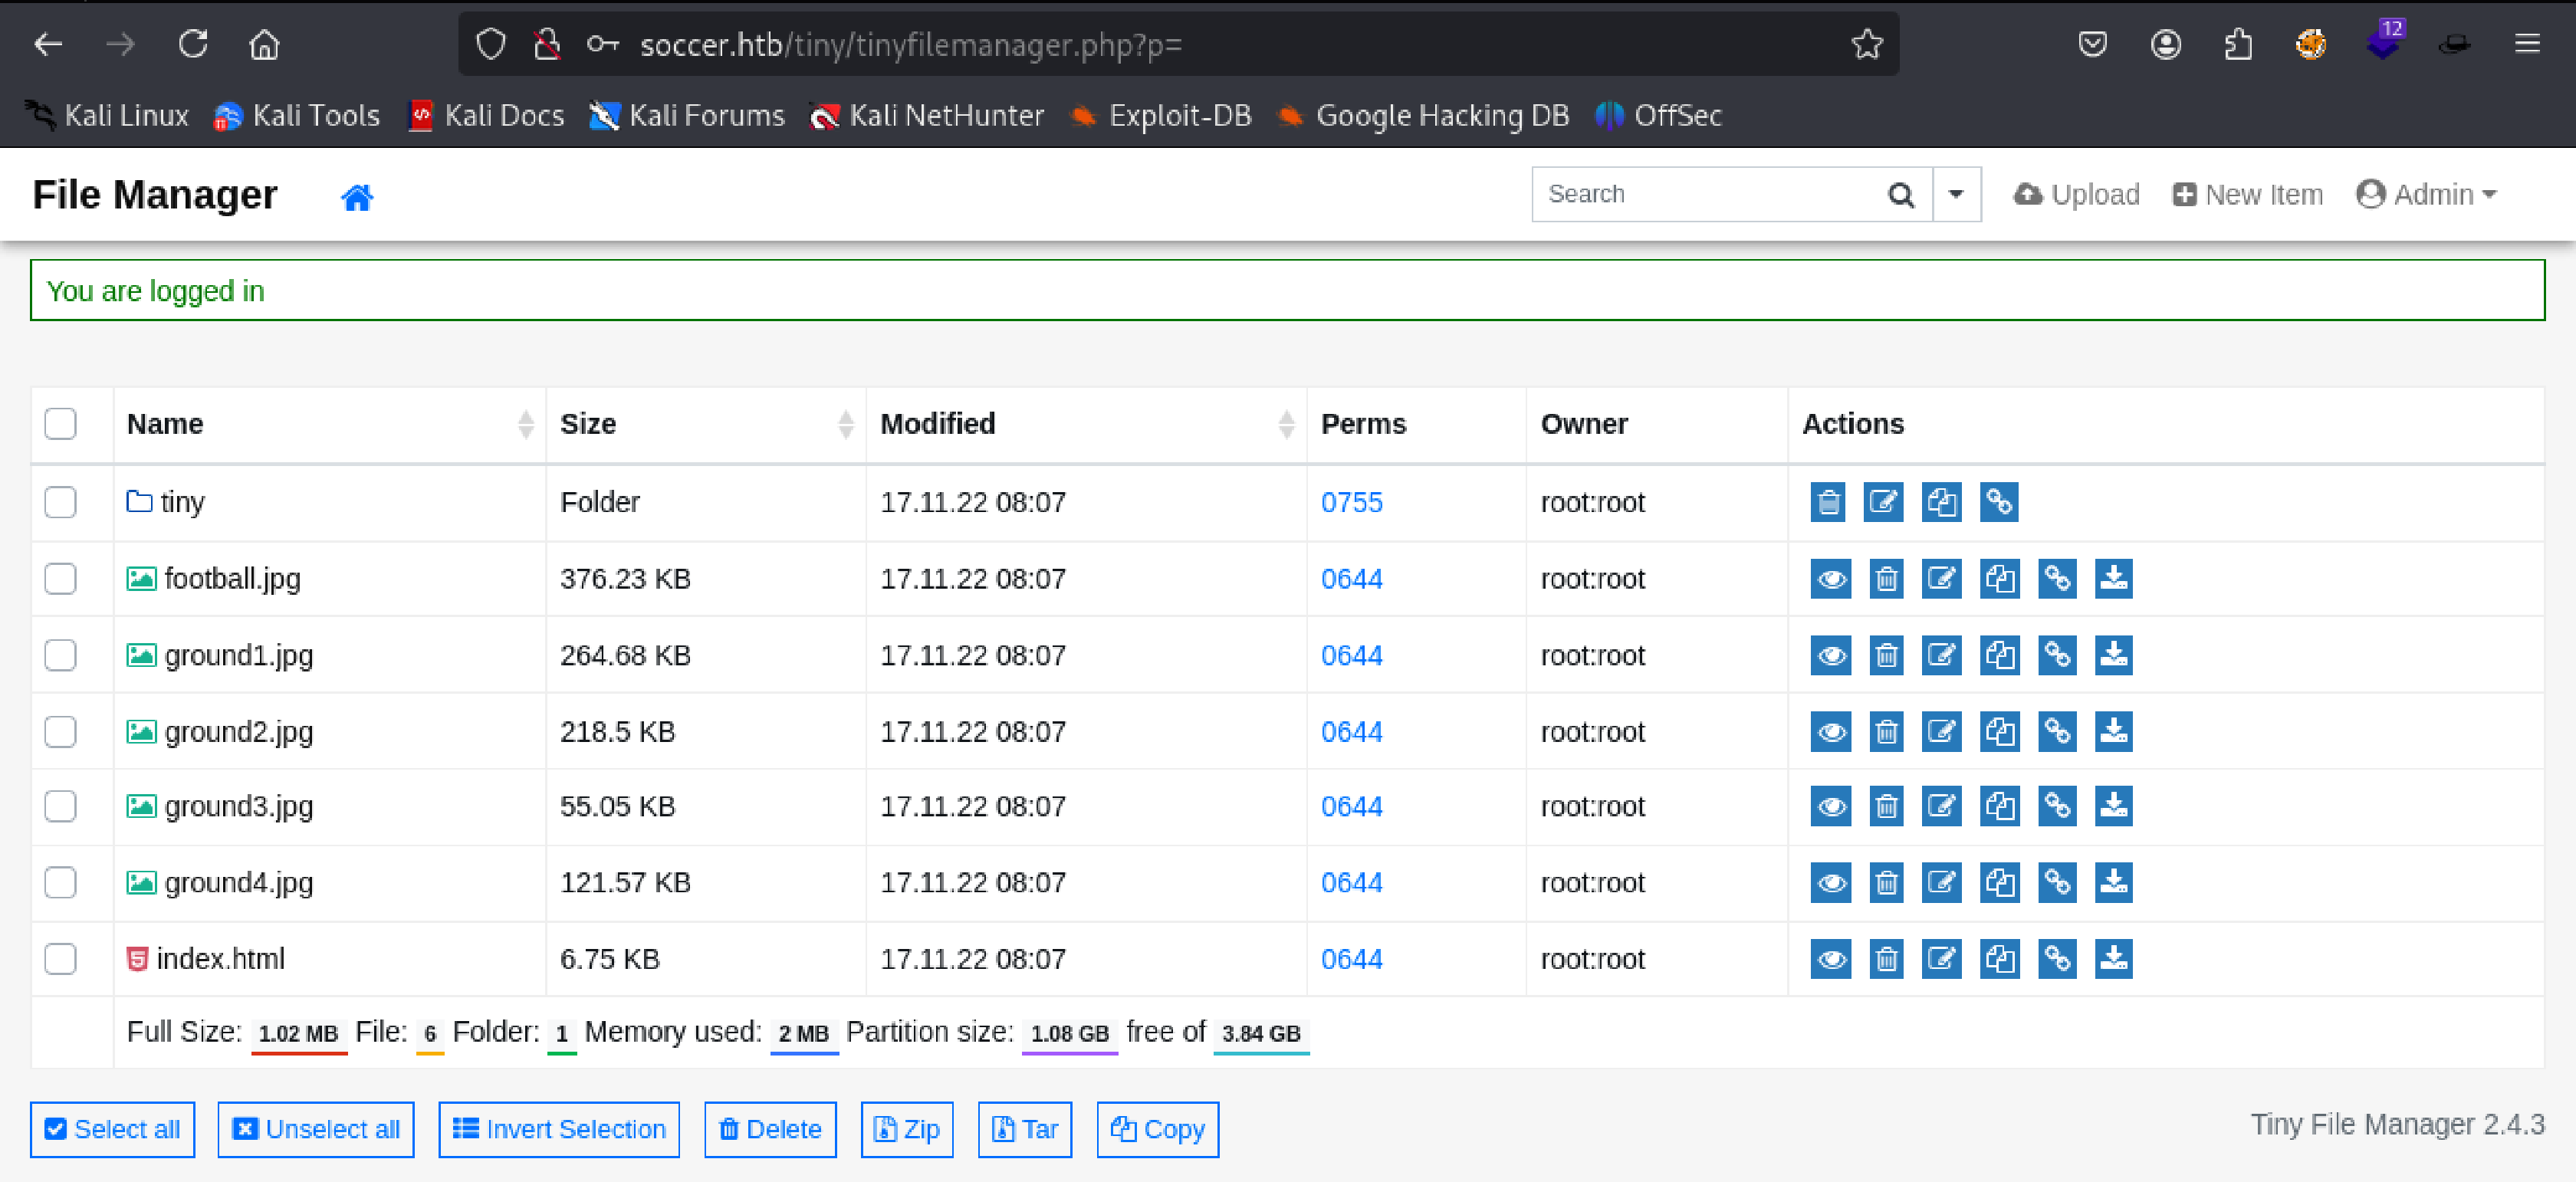 soccer.htb/tiny/tinyfilemanager.php?p=
12
Kali Linux Kali Tools Kali Docs Kali Forums Kali NetHunter Exploit-DB Google Hacking DB OffSec
File Manager Search Upload New Item Admin
You are logged in
Name Size Modified Perms Owner Actions
tiny Folder 17.11.22 08:07 0755 root:root
football.jpg 376.23 KB 17.11.22 08:07 0644 root:root
ground1.jpg 264.68 KB 17.11.22 08:07 0644 root:root
ground2.jpg 218.5 KB 17.11.22 08:07 0644 root:root
ground3.jpg 55.05 KB 17.11.22 08:07 0644 root:root
ground4.jpg 121.57 KB 17.11.22 08:07 0644 root:root
index.html 6.75 KB 17.11.22 08:07 0644 root:root
Full Size: 1.02 MB File: 6 Folder: 1 Memory used: 2 MB Partition size: 1.08 GB free of 3.84 GB
Select all Unselect all Invert Selection Delete Zip Tar Copy Tiny File Manager 2.4.3